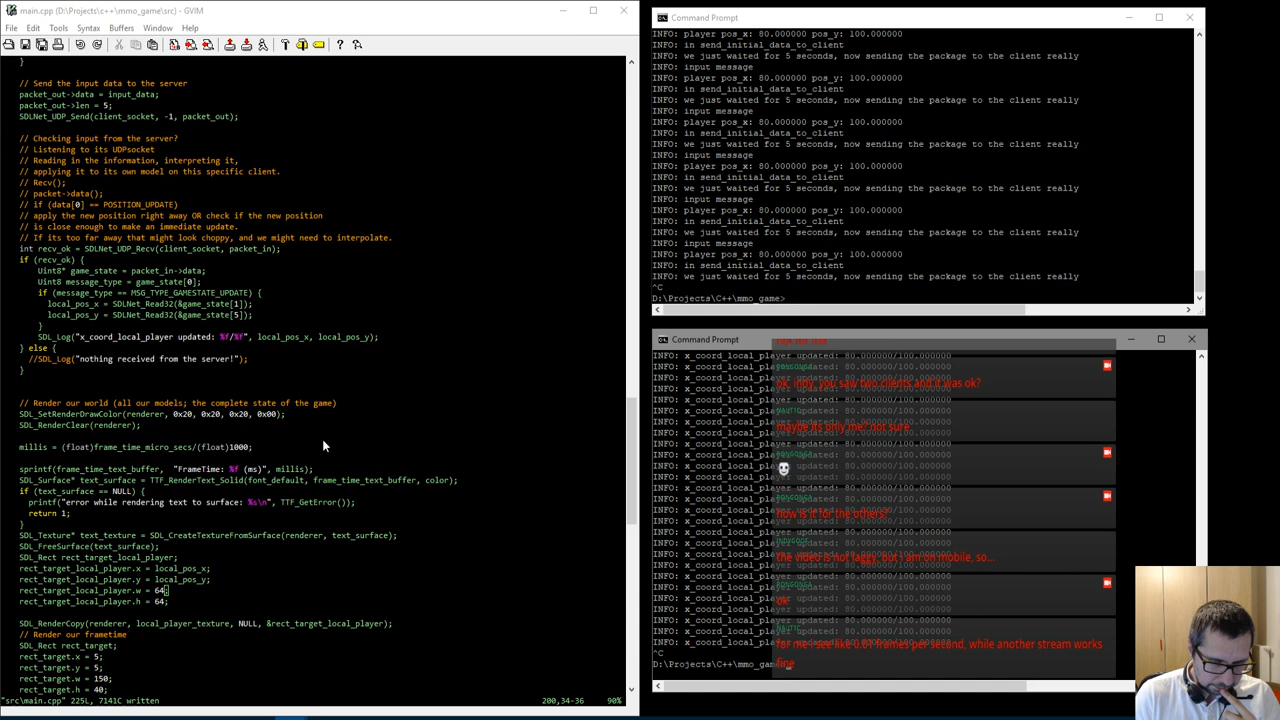 main.cpp (D:\Projects\c++\mmo_game\src) - GVIM
File Edit Tools Syntax Buffers Window Help
}
// Send the input data to the server
packet_out->data = input_data;
packet_out->len = 5;
SDLNet_UDP_Send(client_socket, -1, packet_out);
// Checking input from the server?
// Listening to its UDPsocket
// Reading in the information, interpreting it,
// applying it to its own model on this specific client.
// Recv();
// packet->data();
// if (data[0] == POSITION_UPDATE)
// apply the new position right away OR check if the new position
// is close enough to make an immediate update.
// If its too far away that might look choppy, and we might need to interpolate.
int recv_ok = SDLNet_UDP_Recv(client_socket, packet_in);
if (recv_ok) {
Uint8* game_state = packet_in->data;
Uint8 message_type = game_state[0];
if (message_type == MSG_TYPE_GAMESTATE_UPDATE) {
local_pos_x = SDLNet_Read32(&game_state[1]);
local_pos_y = SDLNet_Read32(&game_state[5]);
}
SDL_Log("x_coord_local_player updated: %f/%f", local_pos_x, local_pos_y);
} else {
//SDL_Log("nothing received from the server!");
}
// Render our world (all our models; the complete state of the game)
SDL_SetRenderDrawColor(renderer, 0x20, 0x20, 0x20, 0x00);
SDL_RenderClear(renderer);
millis = (float)frame_time_micro_secs/(float)1000;
sprintf(frame_time_text_buffer, "FrameTime: %f (ms)", millis);
SDL_Surface* text_surface = TTF_RenderText_Solid(font_default, frame_time_text_buffer, color);
if (text_surface == NULL) {
printf("error while rendering text to surface: %s\n", TTF_GetError());
return 1;
}
SDL_Texture* text_texture = SDL_CreateTextureFromSurface(renderer, text_surface);
SDL_FreeSurface(text_surface);
SDL_Rect rect_target_local_player;
rect_target_local_player.x = local_pos_x;
rect_target_local_player.y = local_pos_y;
rect_target_local_player.w = 64;
rect_target_local_player.h = 64;
SDL_RenderCopy(renderer, local_player_texture, NULL, &rect_target_local_player);
// Render our frametime
SDL_Rect rect_target;
rect_target.x = 5;
rect_target.y = 5;
rect_target.w = 150;
rect_target.h = 40;
"src\main.cpp" 225L, 7141C written 200,34-36 90%
Command Prompt
INFO: player pos_x: 80.000000 pos_y: 100.000000
INFO: in send_initial_data_to_client
INFO: we just waited for 5 seconds, now sending the package to the client really
INFO: input message
INFO: player pos_x: 80.000000 pos_y: 100.000000
INFO: in send_initial_data_to_client
INFO: we just waited for 5 seconds, now sending the package to the client really
INFO: input message
INFO: player pos_x: 80.000000 pos_y: 100.000000
INFO: in send_initial_data_to_client
INFO: we just waited for 5 seconds, now sending the package to the client really
INFO: input message
INFO: player pos_x: 80.000000 pos_y: 100.000000
INFO: in send_initial_data_to_client
INFO: we just waited for 5 seconds, now sending the package to the client really
INFO: input message
INFO: player pos_x: 80.000000 pos_y: 100.000000
INFO: in send_initial_data_to_client
INFO: we just waited for 5 seconds, now sending the package to the client really
INFO: input message
INFO: player pos_x: 80.000000 pos_y: 100.000000
INFO: in send_initial_data_to_client
INFO: we just waited for 5 seconds, now sending the package to the client really
^C
D:\Projects\C++\mmo_game>
Command Prompt
INFO: x_coord_local_player updated: 80.000000/100.000000
ok, indy, you saw two clients and it was ok?
NAUTIC
maybe its only me? not sure
how is it for the others?
the video is not laggy, but i am on mobile, so...
ok
NAUTIC
for me i see like 0.01 frames per second, while another stream works
fine
^C
D:\Projects\C++\mmo_game>